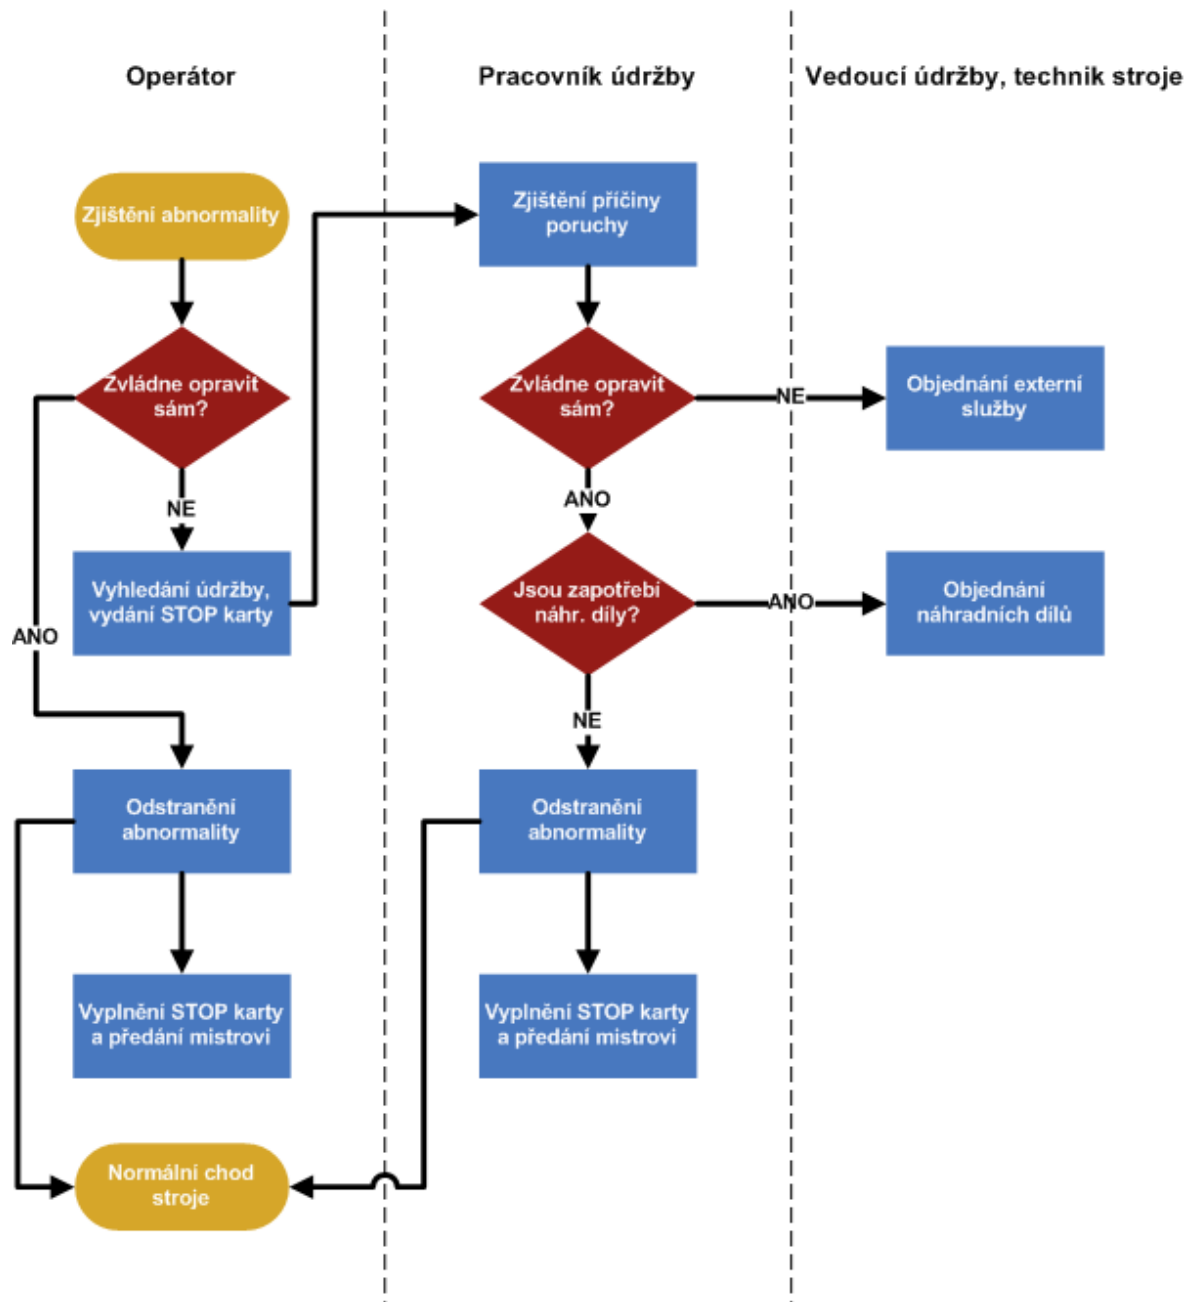 Operátor
Pracovník údržby
Vedoucí údržby, technik stroje
Zjištění abnormality
Zjištění příčiny
poruchy
Zvládne opravit
sám?
Zvládne opravit
sám?
NE
Objednání externí
služby
NE
ANO
Vyhledání údržby,
vydání STOP karty
Jsou zapotřebí
náhr. díly?
ANO
Objednání
náhradních dílů
ANO
NE
Odstranění
abnormality
Odstranění
abnormality
Vyplnění STOP karty
a předání mistrovi
Vyplnění STOP karty
a předání mistrovi
Normální chod
stroje